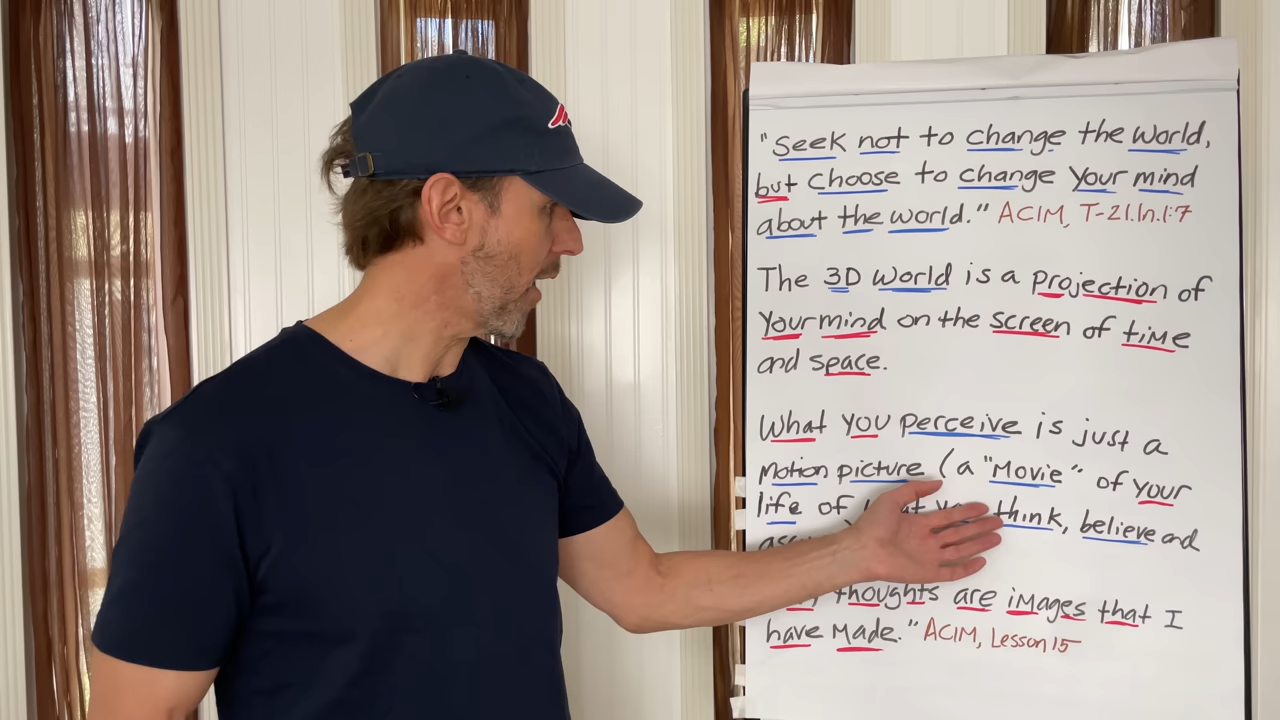 "Seek not to change the world,
but choose to change your mind
about the world." ACIM, T-21.In.1:7
The 3D world is a projection of
your mind on the screen of time
and space.
What you perceive is just a
motion picture (a "movie" of your
life of you think, believe and
thoughts are images that I
have made." ACIM, Lesson 15